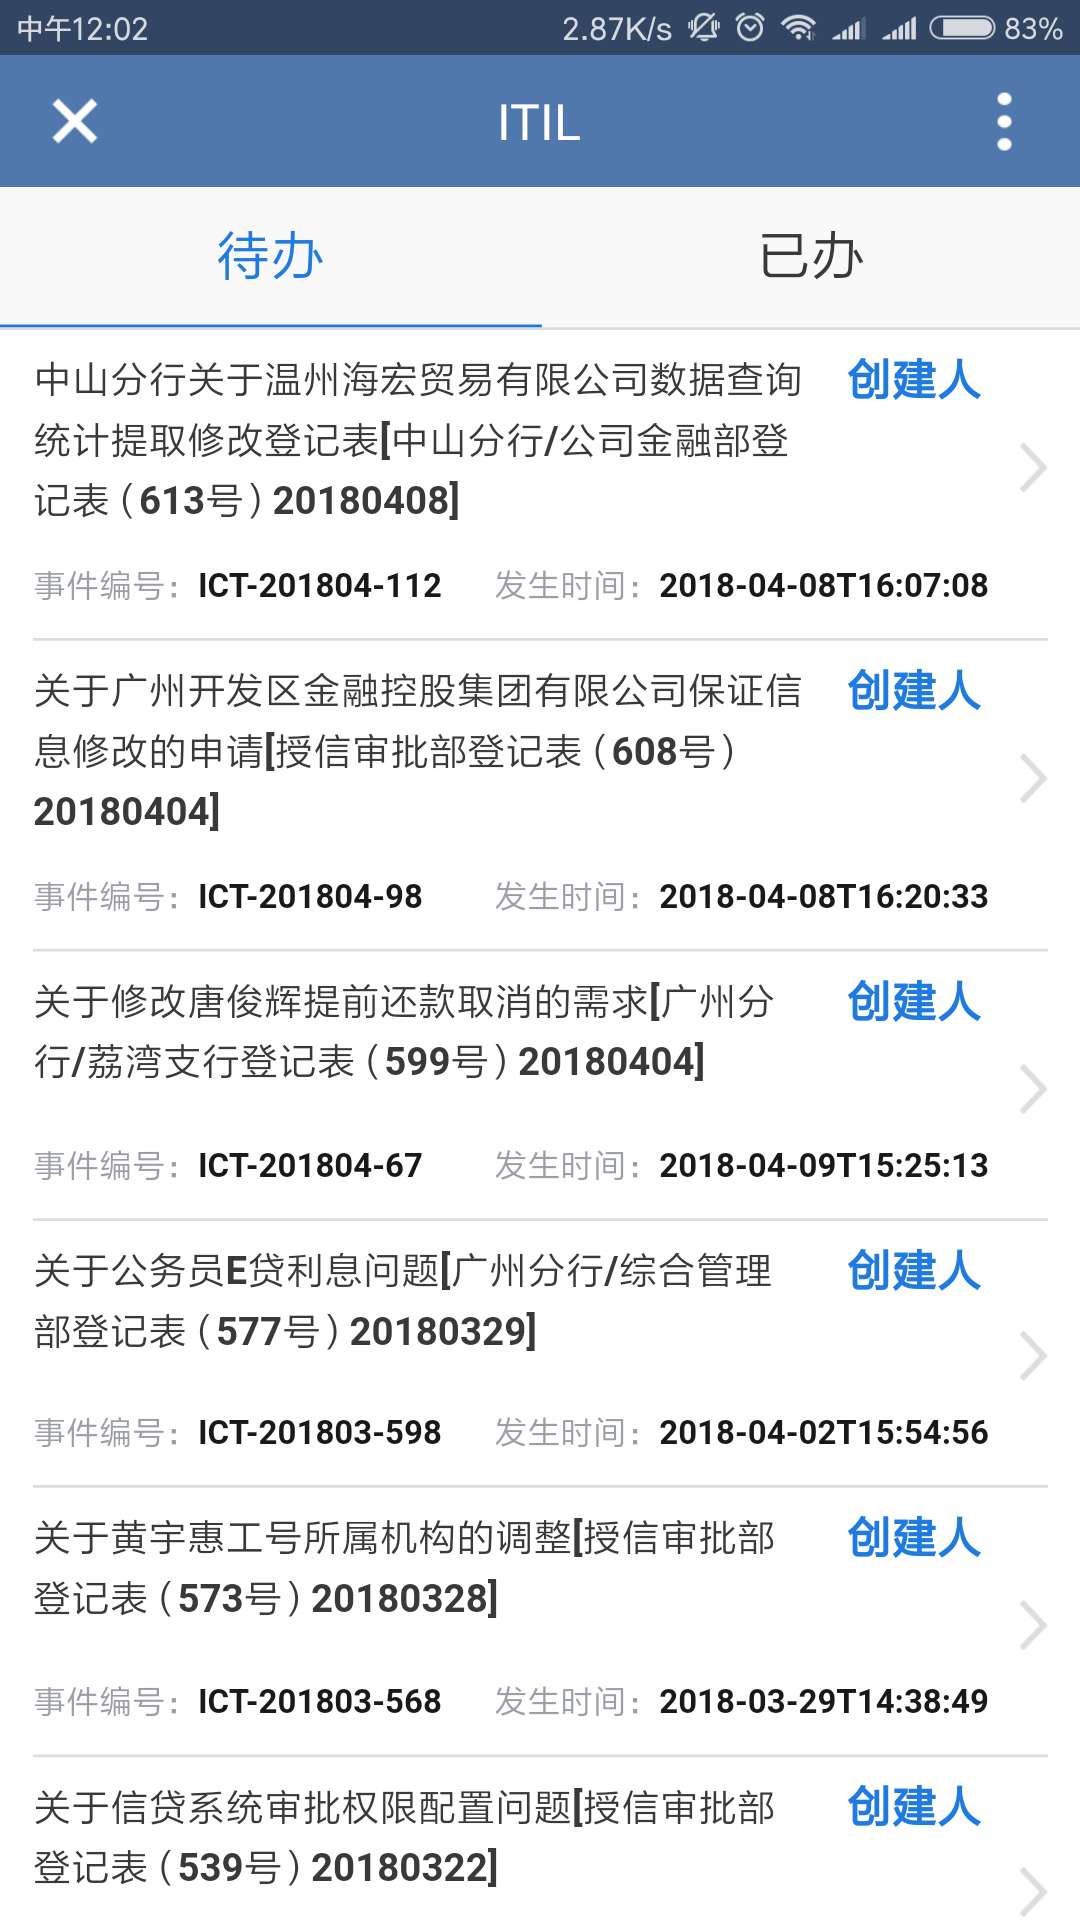 中午12:02 2.87K/s 83%
ITIL
待办 已办
中山分行关于温州海宏贸易有限公司数据查询 创建人
统计提取修改登记表[中山分行/公司金融部登
记表（613号）20180408]
事件编号：ICT-201804-112 发生时间：2018-04-08T16:07:08
关于广州开发区金融控股集团有限公司保证信 创建人
息修改的申请[授信审批部登记表（608号）
20180404]
事件编号：ICT-201804-98 发生时间：2018-04-08T16:20:33
关于修改唐俊辉提前还款取消的需求[广州分 创建人
行/荔湾支行登记表（599号）20180404]
事件编号：ICT-201804-67 发生时间：2018-04-09T15:25:13
关于公务员E贷利息问题[广州分行/综合管理 创建人
部登记表（577号）20180329]
事件编号：ICT-201803-598 发生时间：2018-04-02T15:54:56
关于黄宇惠工号所属机构的调整[授信审批部 创建人
登记表（573号）20180328]
事件编号：ICT-201803-568 发生时间：2018-03-29T14:38:49
关于信贷系统审批权限配置问题[授信审批部 创建人
登记表（539号）20180322]